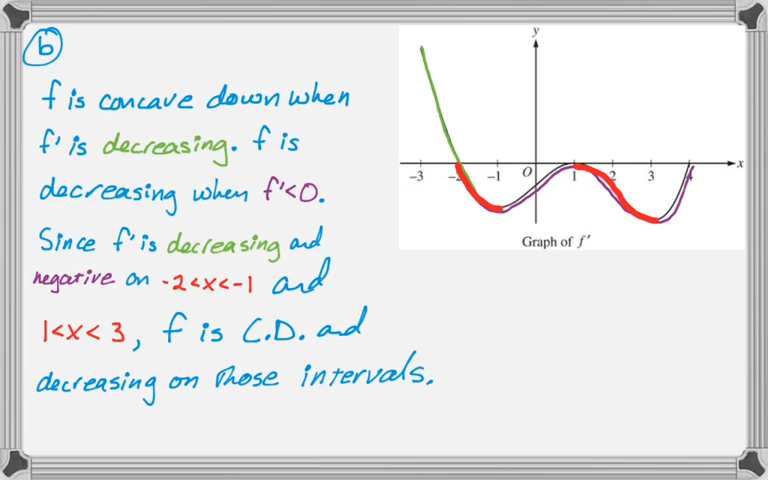 b
f is concave down when
f' is decreasing. f is
decreasing when f'<0.
Since f' is decreasing and
negative on -2<x<-1 and
1<x<3, f is C.D. and
decreasing on those intervals.
y
-3 -2 -1 O 1 2 3 4 x
Graph of f'